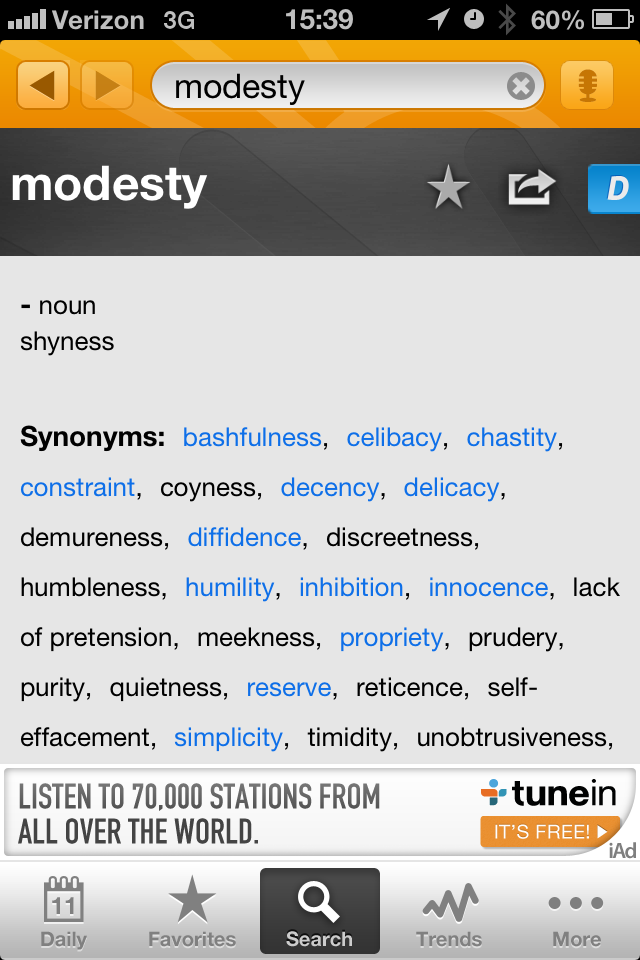 Verizon 3G 15:39 60%
modesty
modesty
D
- noun
shyness
Synonyms: bashfulness, celibacy, chastity,
constraint, coyness, decency, delicacy,
demureness, diffidence, discreetness,
humbleness, humility, inhibition, innocence, lack
of pretension, meekness, propriety, prudery,
purity, quietness, reserve, reticence, self-
effacement, simplicity, timidity, unobtrusiveness,
LISTEN TO 70,000 STATIONS FROM
ALL OVER THE WORLD.
tunein
IT'S FREE!
iAd
11
Daily Favorites Search Trends More